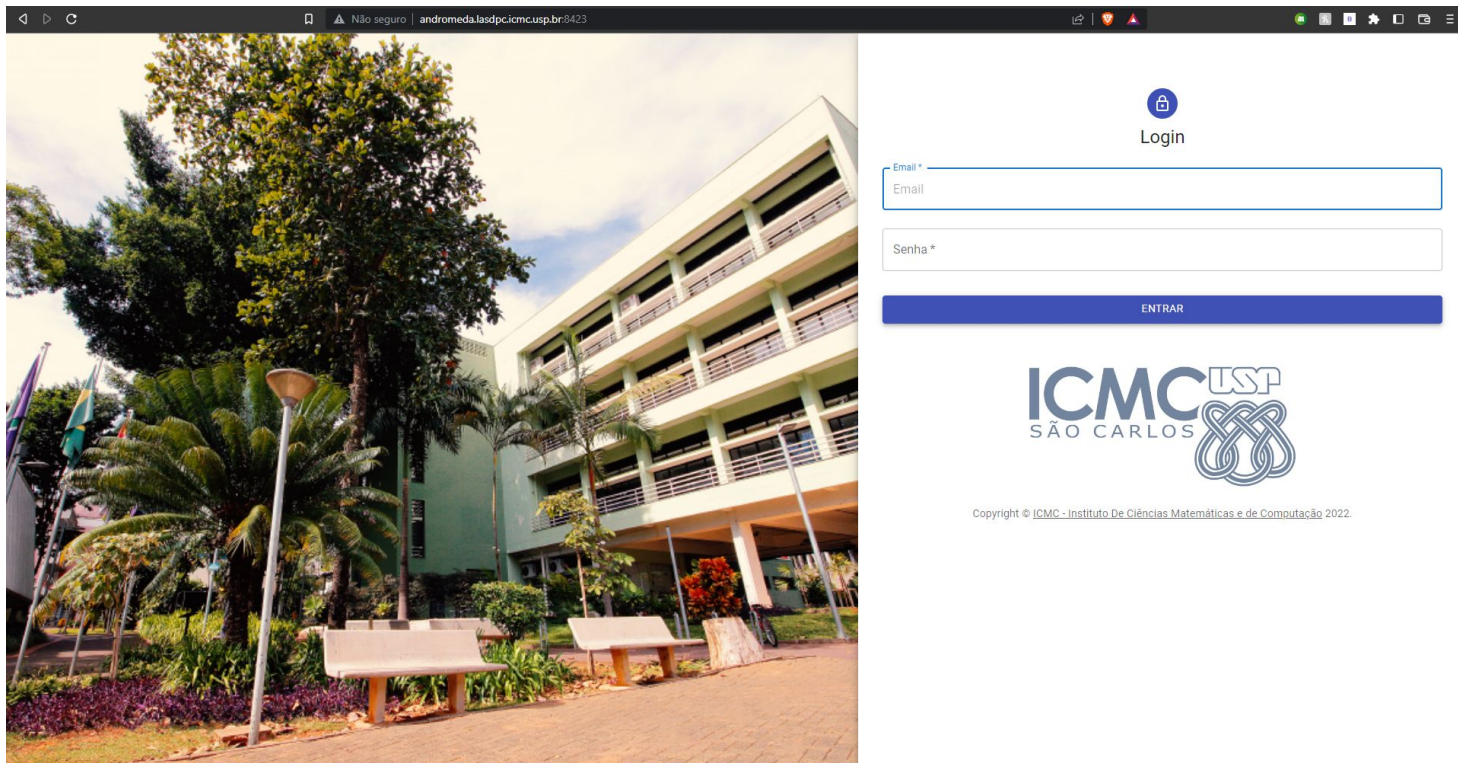 Não seguro | andromeda.lasdpc.icmc.usp.br:8423
Login
Email *
Email
Senha *
ENTRAR
ICMC USP
SÃO CARLOS
Copyright © ICMC - Instituto De Ciências Matemáticas e de Computação 2022.